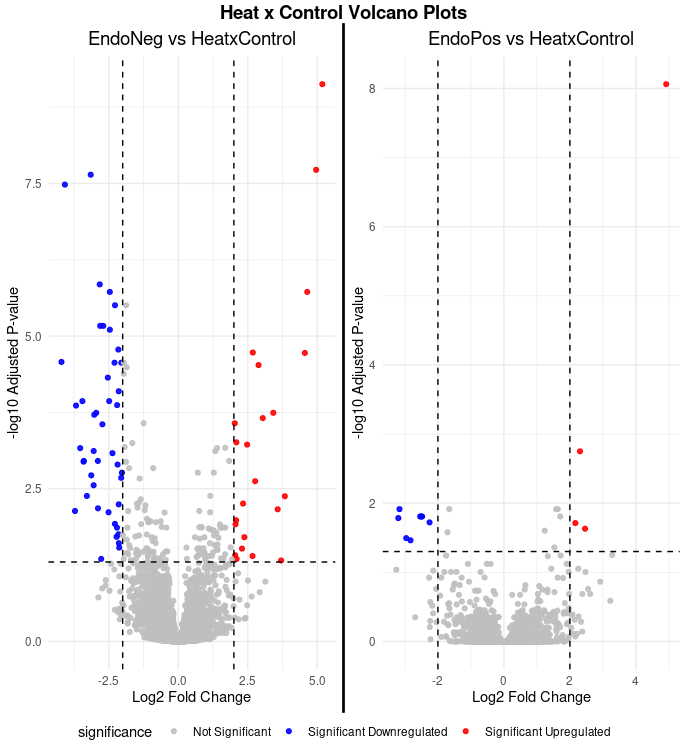 Heat x Control Volcano Plots
EndoNeg vs HeatxControl
EndoPos vs HeatxControl
-log10 Adjusted P-value
7.5
5.0
2.5
0.0
-2.5
0.0
2.5
5.0
Log2 Fold Change
-log10 Adjusted P-value
8
6
4
2
0
-2
0
2
4
Log2 Fold Change
significance
Not Significant
Significant Downregulated
Significant Upregulated